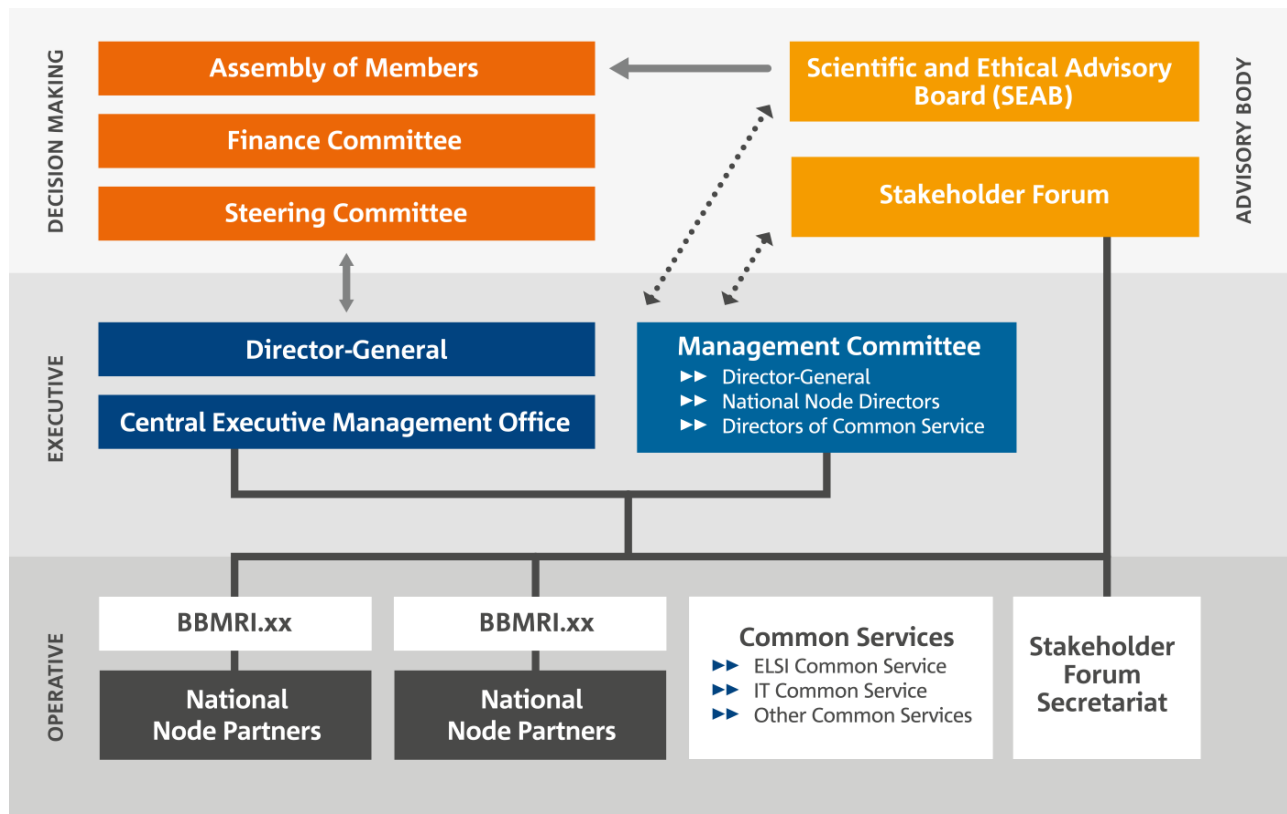 DECISION MAKING
Assembly of Members
Finance Committee
Steering Committee
Scientific and Ethical Advisory
Board (SEAB)
Stakeholder Forum
ADVISORY BODY
EXECUTIVE
Director-General
Central Executive Management Office
Management Committee
Director-General
National Node Directors
Directors of Common Service
OPERATIVE
BBMRI.xx
National
Node Partners
BBMRI.xx
National
Node Partners
Common Services
ELSI Common Service
IT Common Service
Other Common Services
Stakeholder
Forum
Secretariat